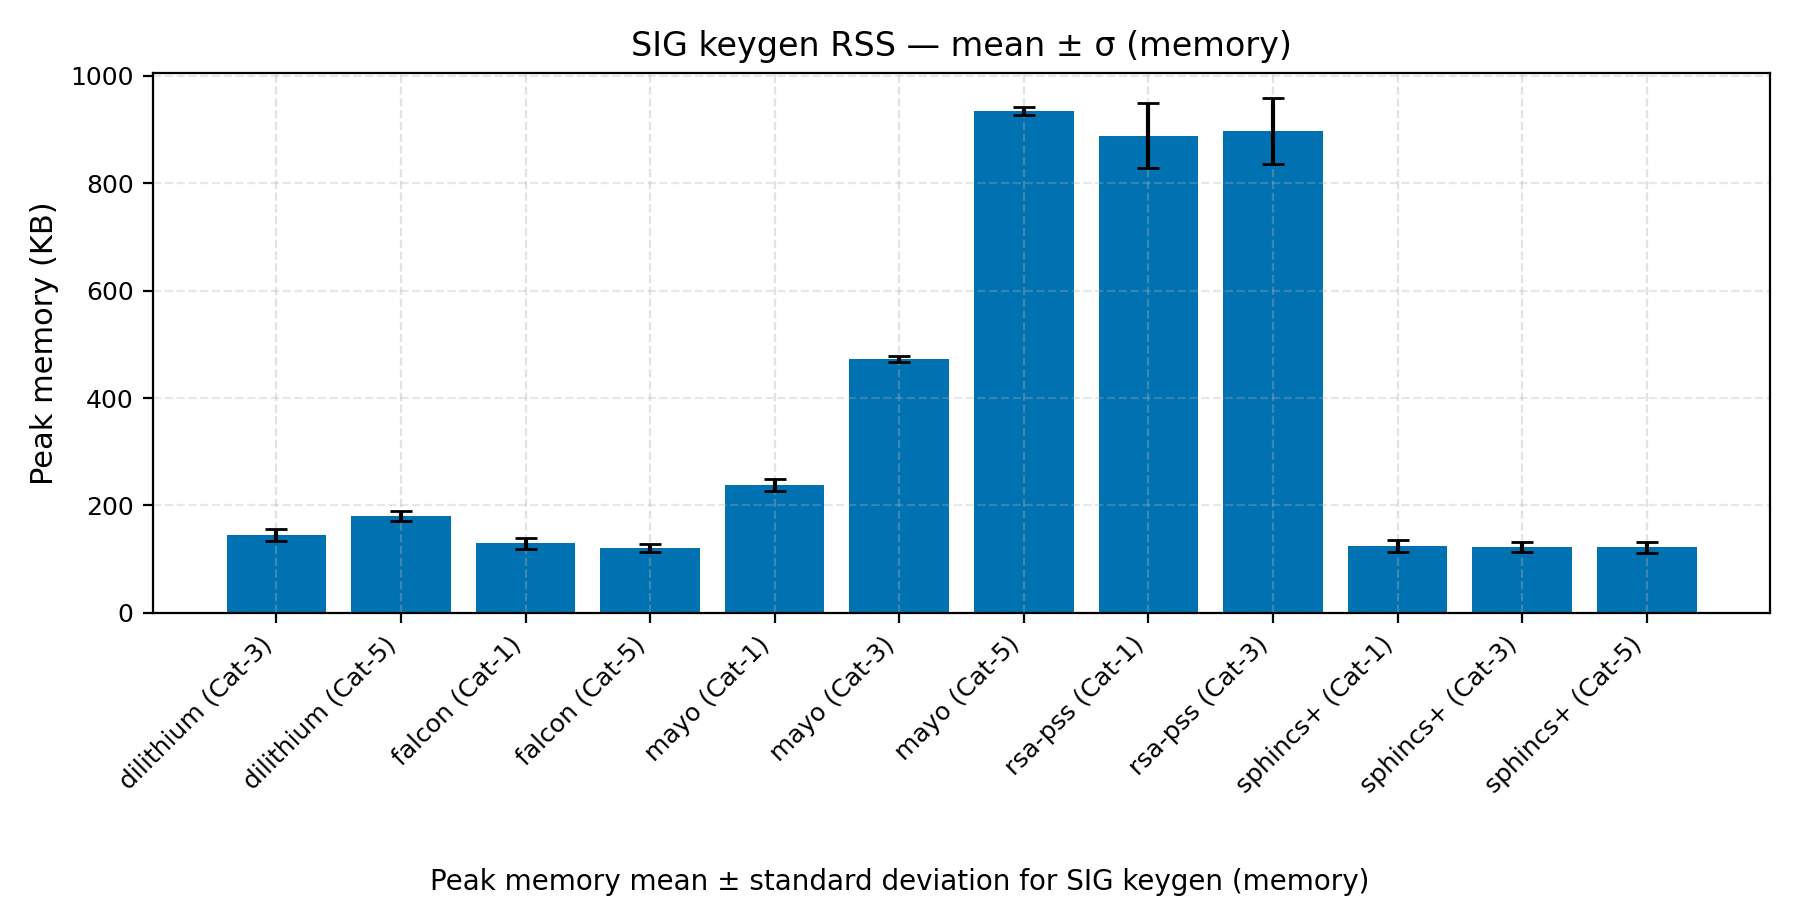 SIG keygen RSS — mean ± σ (memory)
Peak memory (KB)
1000
800
600
400
200
0
dilithium (Cat-3)
dilithium (Cat-5)
falcon (Cat-1)
falcon (Cat-5)
mayo (Cat-1)
mayo (Cat-3)
mayo (Cat-5)
rsa-pss (Cat-1)
rsa-pss (Cat-3)
sphincs+ (Cat-1)
sphincs+ (Cat-3)
sphincs+ (Cat-5)
Peak memory mean ± standard deviation for SIG keygen (memory)